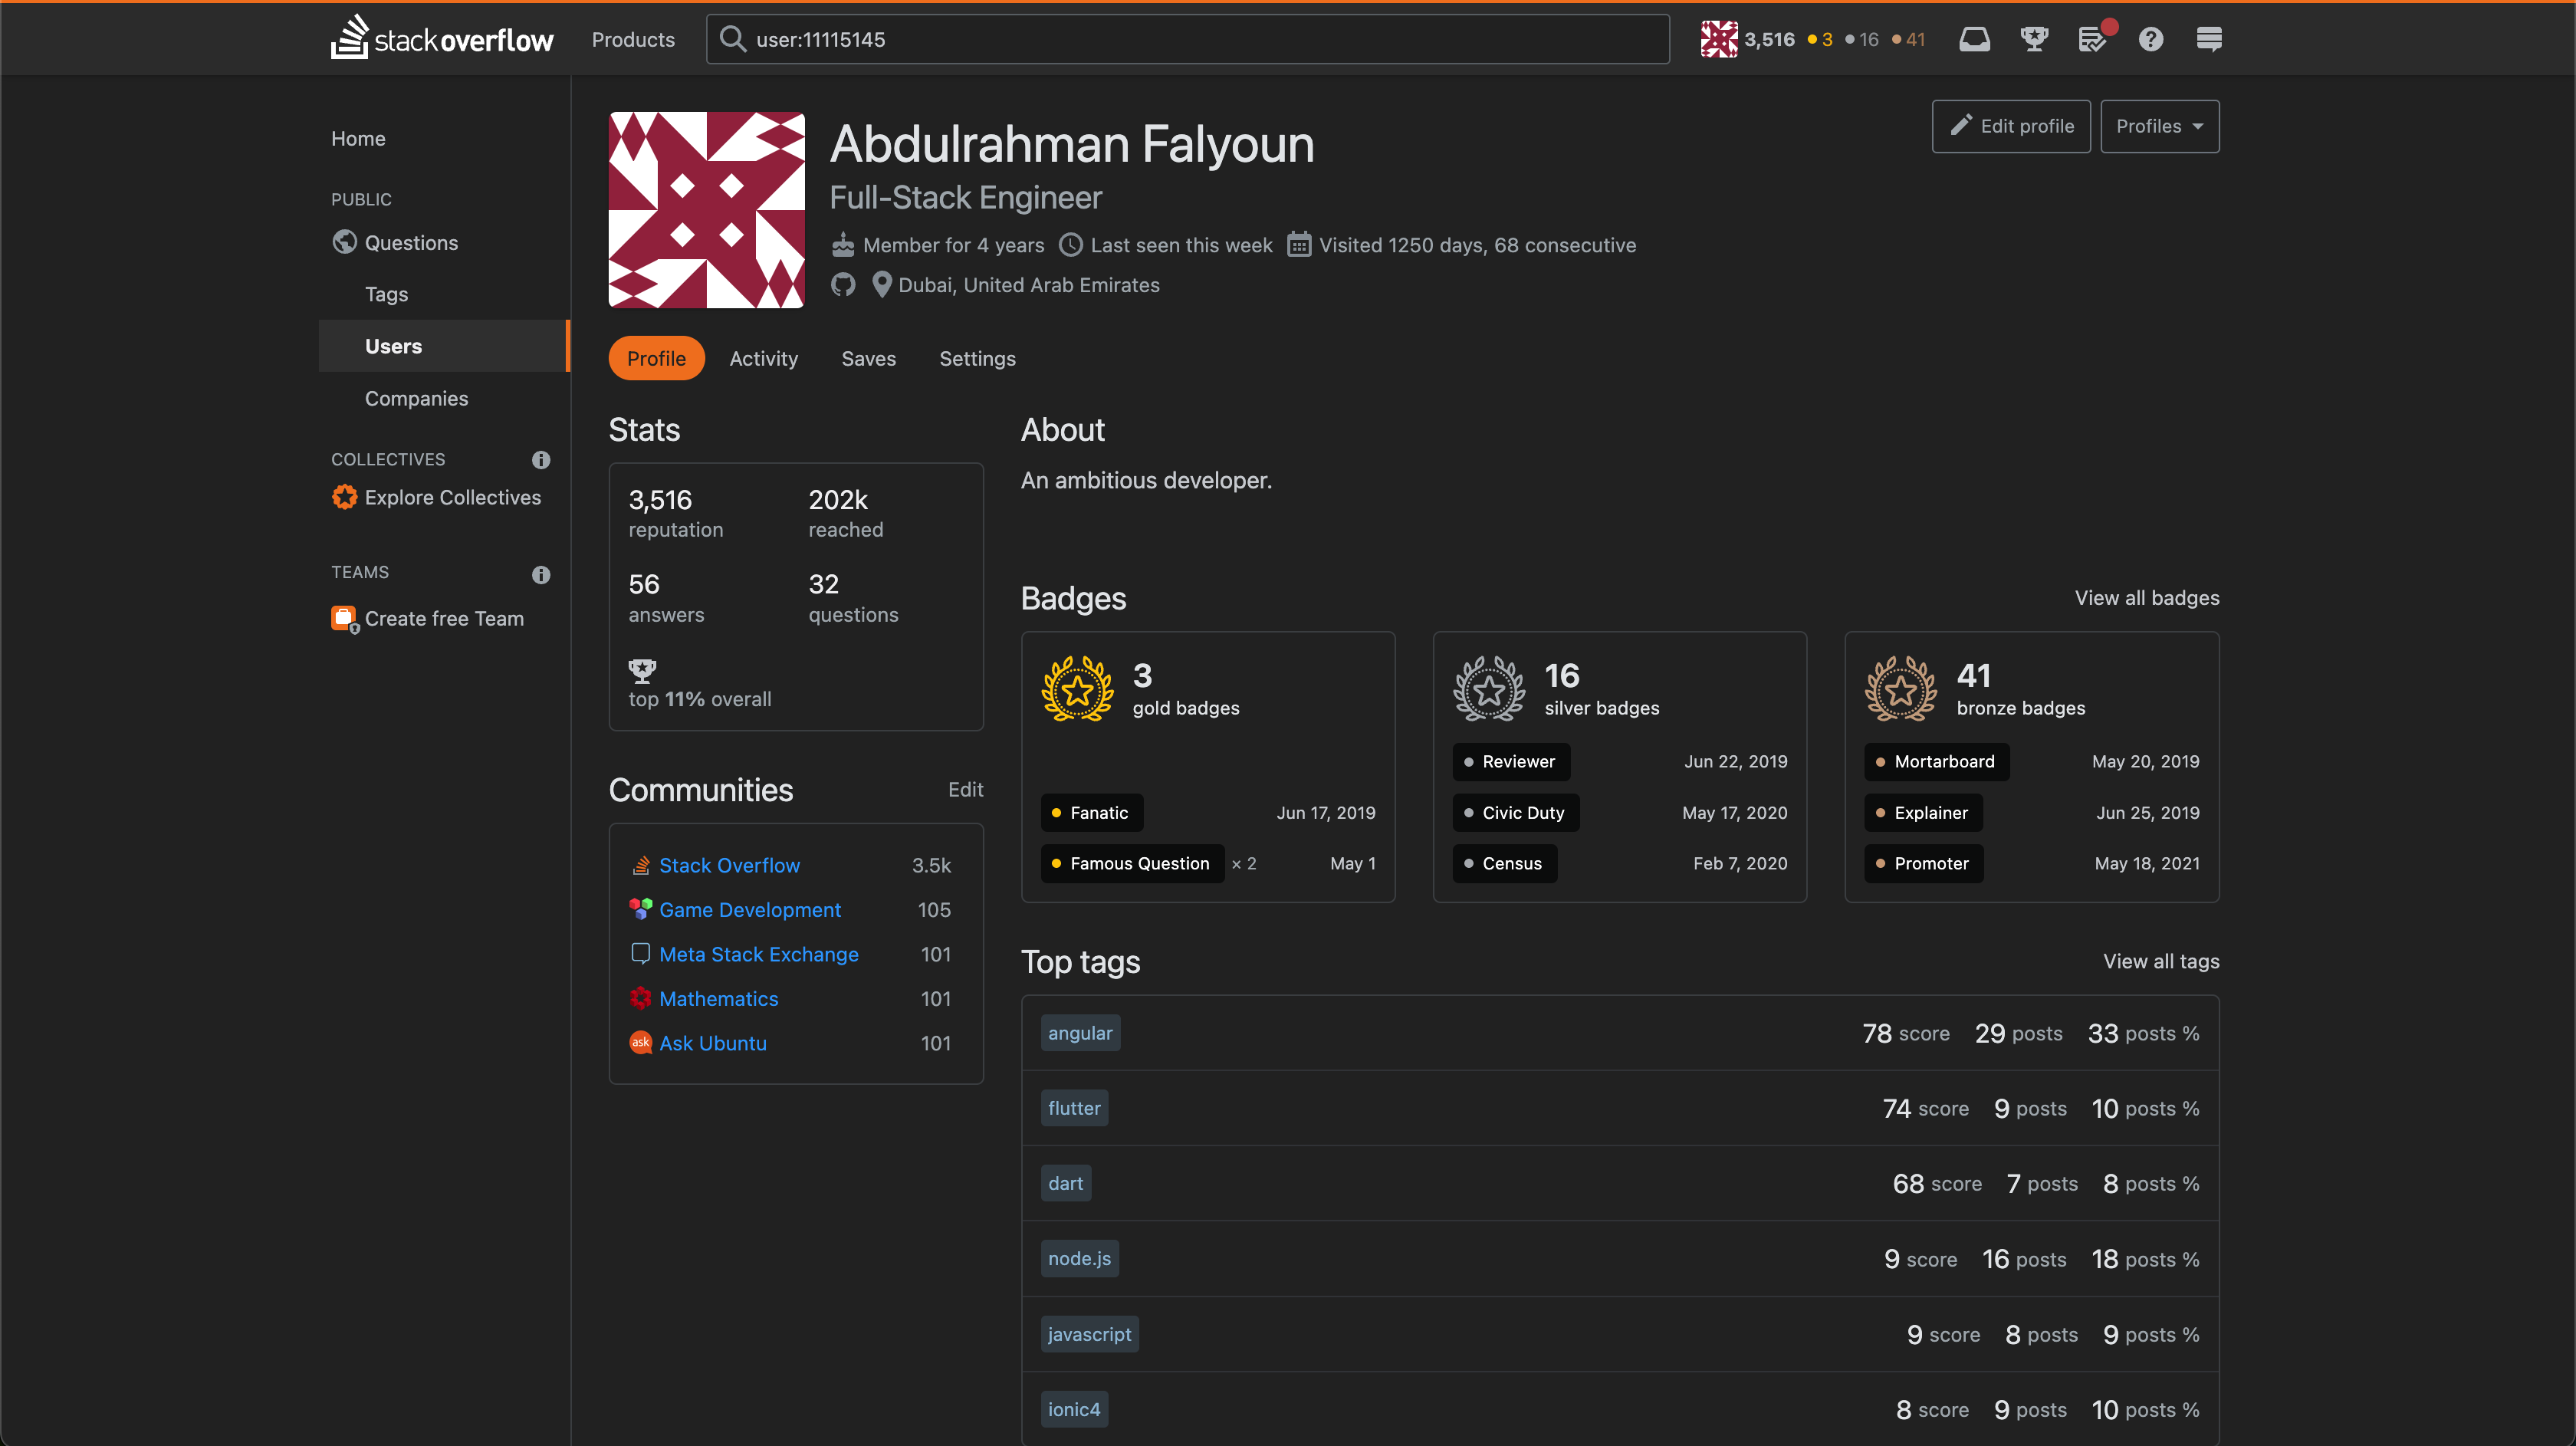 stackoverflow
Products
user:11115145
3,516 3 16 41
Home
PUBLIC
Questions
Tags
Users
Companies
COLLECTIVES
Explore Collectives
TEAMS
Create free Team
Abdulrahman Falyoun
Full-Stack Engineer
Member for 4 years Last seen this week Visited 1250 days, 68 consecutive
Dubai, United Arab Emirates
Edit profile
Profiles
Profile Activity Saves Settings
Stats
3,516 202k
reputation reached
56 32
answers questions
top 11% overall
Communities Edit
Stack Overflow 3.5k
Game Development 105
Meta Stack Exchange 101
Mathematics 101
ask Ask Ubuntu 101
About
An ambitious developer.
Badges View all badges
3
gold badges
Fanatic Jun 17, 2019
Famous Question × 2 May 1
16
silver badges
Reviewer Jun 22, 2019
Civic Duty May 17, 2020
Census Feb 7, 2020
41
bronze badges
Mortarboard May 20, 2019
Explainer Jun 25, 2019
Promoter May 18, 2021
Top tags View all tags
angular 78 score 29 posts 33 posts %
flutter 74 score 9 posts 10 posts %
dart 68 score 7 posts 8 posts %
node.js 9 score 16 posts 18 posts %
javascript 9 score 8 posts 9 posts %
ionic4 8 score 9 posts 10 posts %